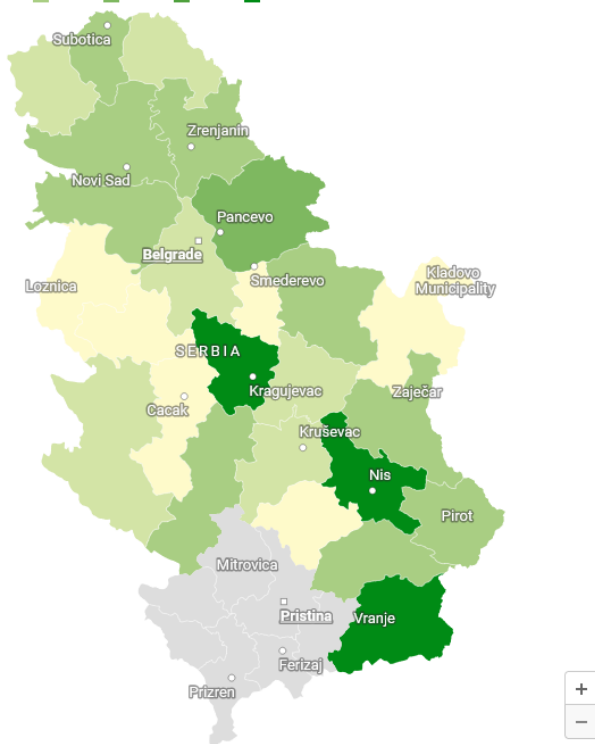 Subotica
Zrenjanin
Novi Sad
Pancevo
Belgrade
Smederevo
Kladovo
Municipality
Loznica
SERBIA
Kragujevac
Zaječar
Cacak
Kruševac
Nis
Pirot
Mitrovica
Pristina
Vranje
Ferizaj
Prizren
+
−